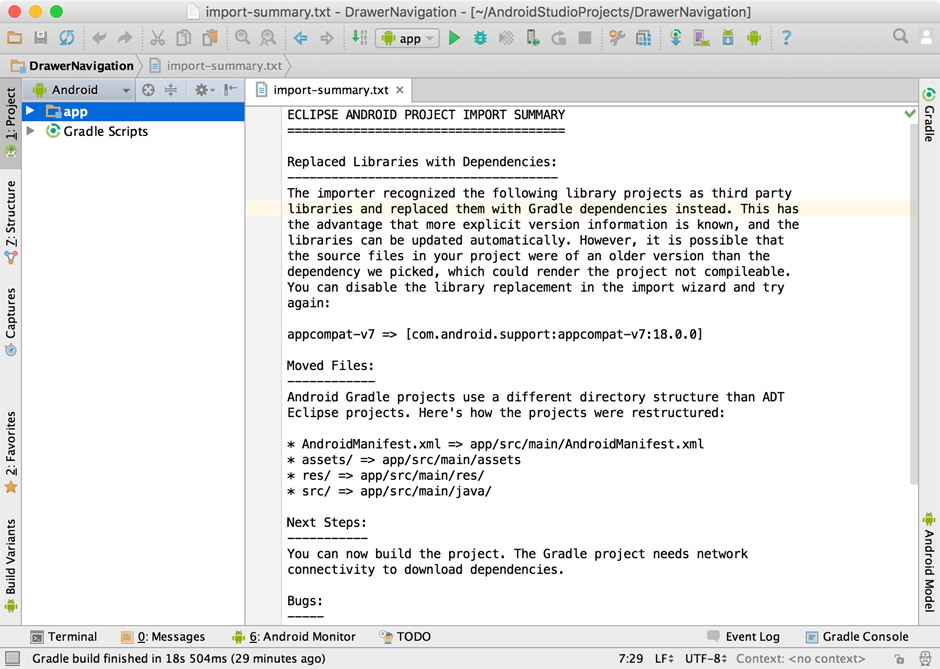 import-summary.txt - DrawerNavigation - [~/AndroidStudioProjects/DrawerNavigation]
app
DrawerNavigation
import-summary.txt
Android
import-summary.txt
1: Project
Z: Structure
Captures
2: Favorites
Build Variants
app
Gradle Scripts
ECLIPSE ANDROID PROJECT IMPORT SUMMARY
======================================
Replaced Libraries with Dependencies:
-------------------------------------
The importer recognized the following library projects as third party
libraries and replaced them with Gradle dependencies instead. This has
the advantage that more explicit version information is known, and the
libraries can be updated automatically. However, it is possible that
the source files in your project were of an older version than the
dependency we picked, which could render the project not compileable.
You can disable the library replacement in the import wizard and try
again:
appcompat-v7 => [com.android.support:appcompat-v7:18.0.0]
Moved Files:
------------
Android Gradle projects use a different directory structure than ADT
Eclipse projects. Here's how the projects were restructured:
* AndroidManifest.xml => app/src/main/AndroidManifest.xml
* assets/ => app/src/main/assets
* res/ => app/src/main/res/
* src/ => app/src/main/java/
Next Steps:
-----------
You can now build the project. The Gradle project needs network
connectivity to download dependencies.
Bugs:
-----
Gradle
Android Model
Terminal
0: Messages
6: Android Monitor
TODO
Event Log
Gradle Console
Gradle build finished in 18s 504ms (29 minutes ago)
7:29
LF
UTF-8
Context: <no context>